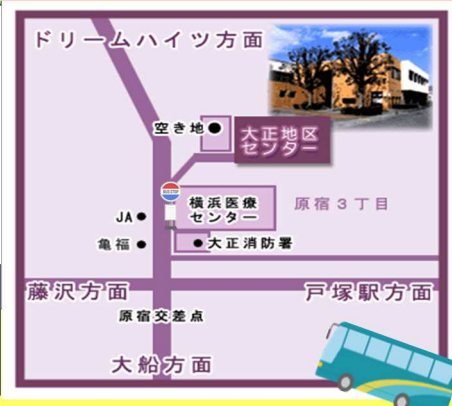 ドリームハイツ方面
空き地●
大正地区
センター
横浜医療
センター
原宿３丁目
JA●
亀福●
●大正消防署
藤沢方面
戸塚駅方面
原宿交差点
大船方面